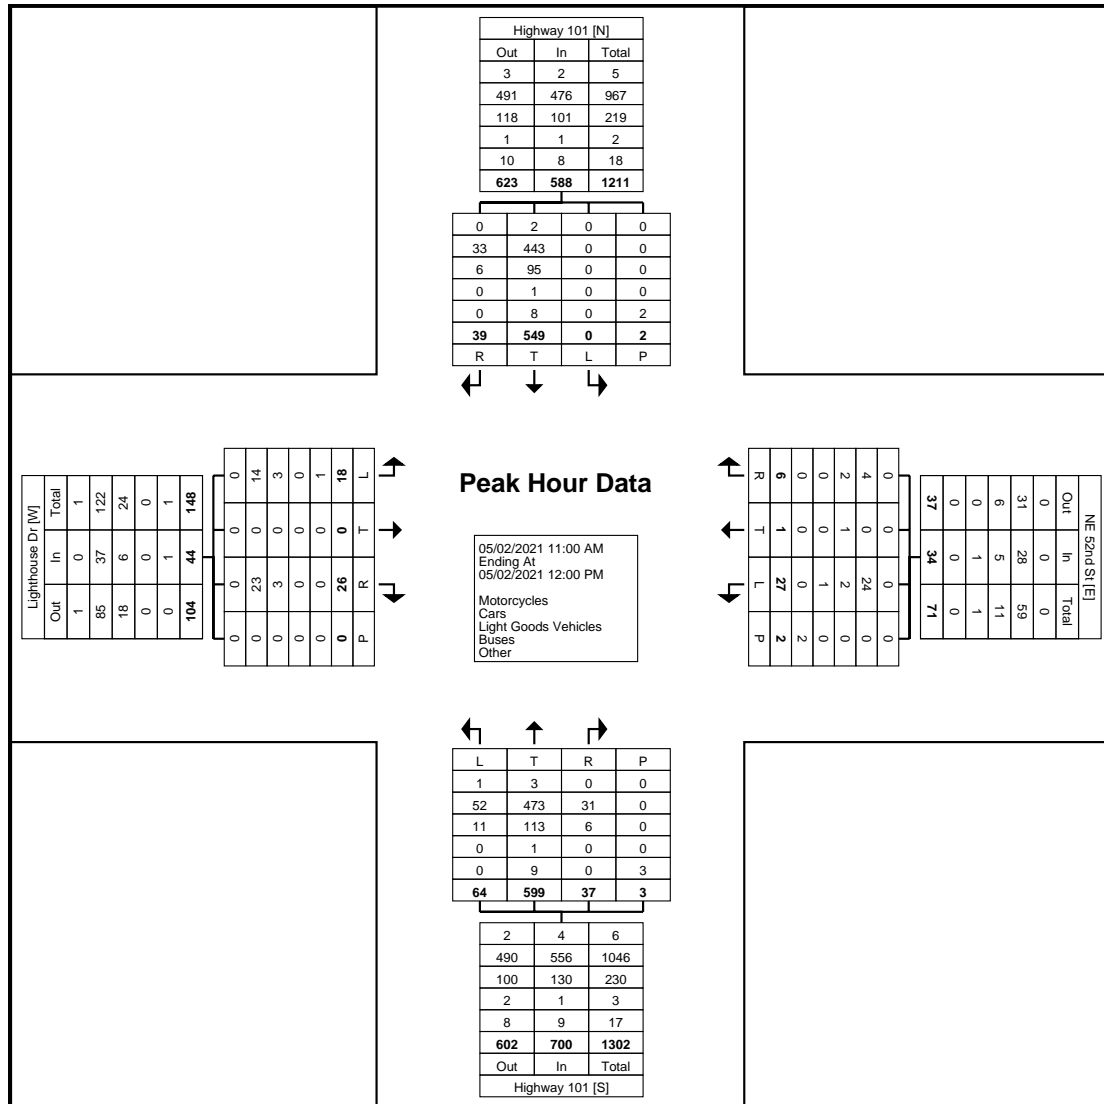 Highway 101 [N]
Out In Total
3 2 5
491 476 967
118 101 219
1 1 2
10 8 18
623 588 1211
0 2 0 0
33 443 0 0
6 95 0 0
0 1 0 0
0 8 0 2
39 549 0 2
R T L P
Lighthouse Dr [W]
Total 1 122 24 0 1 148
In 0 37 6 0 1 44
Out 1 85 18 0 0 104
0 14 3 0 1 18 L
0 0 0 0 0 0 T
0 23 3 0 0 26 R
0 0 0 0 0 0 P
Peak Hour Data
05/02/2021 11:00 AM
Ending At
05/02/2021 12:00 PM
Motorcycles
Cars
Light Goods Vehicles
Buses
Other
R 6 0 0 2 4 0
T 1 0 0 1 0 0
L 27 0 1 2 24 0
P 2 2 0 0 0 0
37 0 0 6 31 0 Out
34 0 1 5 28 0 In
71 0 1 11 59 0 Total
NE 52nd St [E]
L T R P
1 3 0 0
52 473 31 0
11 113 6 0
0 1 0 0
0 9 0 3
64 599 37 3
2 4 6
490 556 1046
100 130 230
2 1 3
8 9 17
602 700 1302
Out In Total
Highway 101 [S]